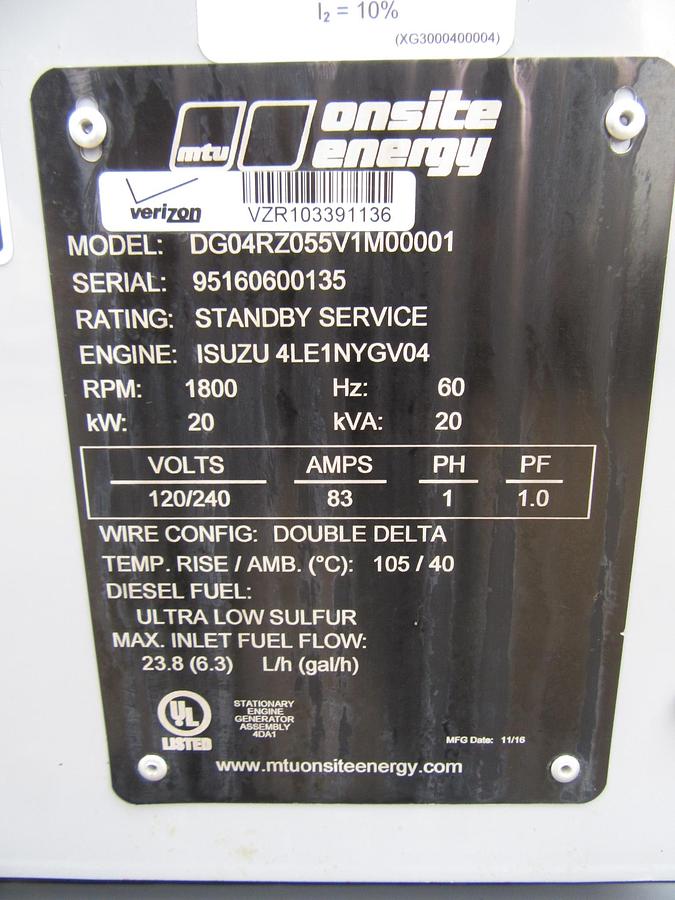 I₂ = 10%
(XG3000400004)
mtu onsite
energy
verizon VZR103391136
MODEL: DG04RZ055V1M00001
SERIAL: 95160600135
RATING: STANDBY SERVICE
ENGINE: ISUZU 4LE1NYGV04
RPM: 1800 Hz: 60
kW: 20 kVA: 20
VOLTS AMPS PH PF
120/240 83 1 1.0
WIRE CONFIG: DOUBLE DELTA
TEMP. RISE / AMB. (°C): 105 / 40
DIESEL FUEL:
ULTRA LOW SULFUR
MAX. INLET FUEL FLOW:
23.8 (6.3) L/h (gal/h)
UL
LISTED
STATIONARY
ENGINE
GENERATOR
ASSEMBLY
4DA1
MFG Date: 11/16
www.mtuonsiteenergy.com